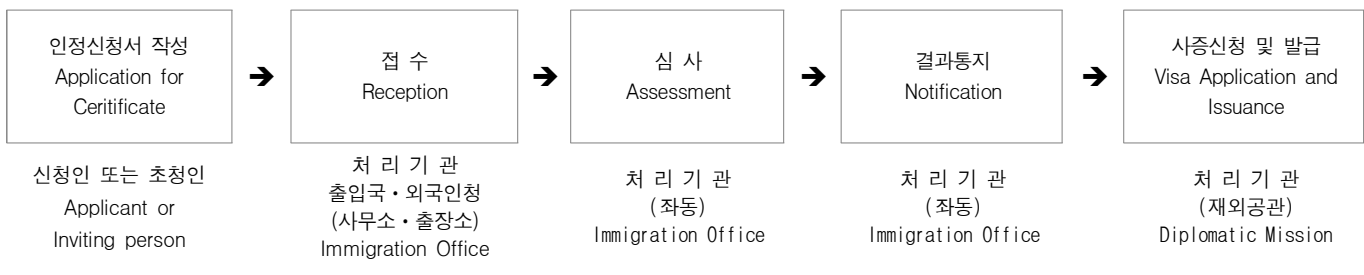 인정신청서 작성
Application for
Ceritificate
➔
접 수
Reception
➔
심 사
Assessment
➔
결과통지
Notification
➔
사증신청 및 발급
Visa Application and
Issuance
신청인 또는 초청인
Applicant or
Inviting person
처 리 기 관
출입국・외국인청
(사무소・출장소)
Immigration Office
처 리 기 관
(좌동)
Immigration Office
처 리 기 관
(좌동)
Immigration Office
처 리 기 관
(재외공관)
Diplomatic Mission